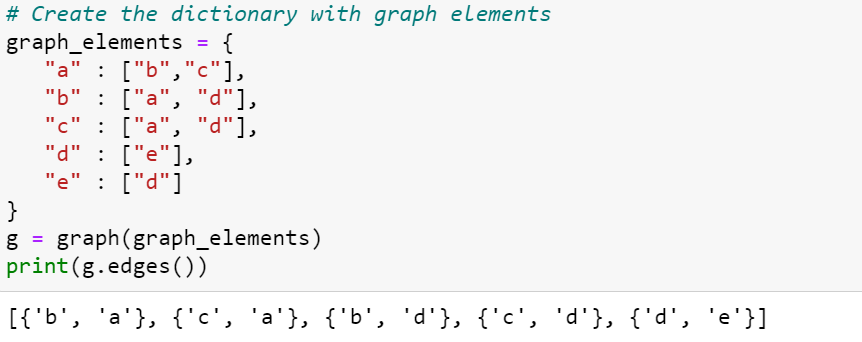 # Create the dictionary with graph elements
graph_elements = {
   "a" : ["b","c"],
   "b" : ["a", "d"],
   "c" : ["a", "d"],
   "d" : ["e"],
   "e" : ["d"]
}
g = graph(graph_elements)
print(g.edges())
[{'b', 'a'}, {'c', 'a'}, {'b', 'd'}, {'c', 'd'}, {'d', 'e'}]